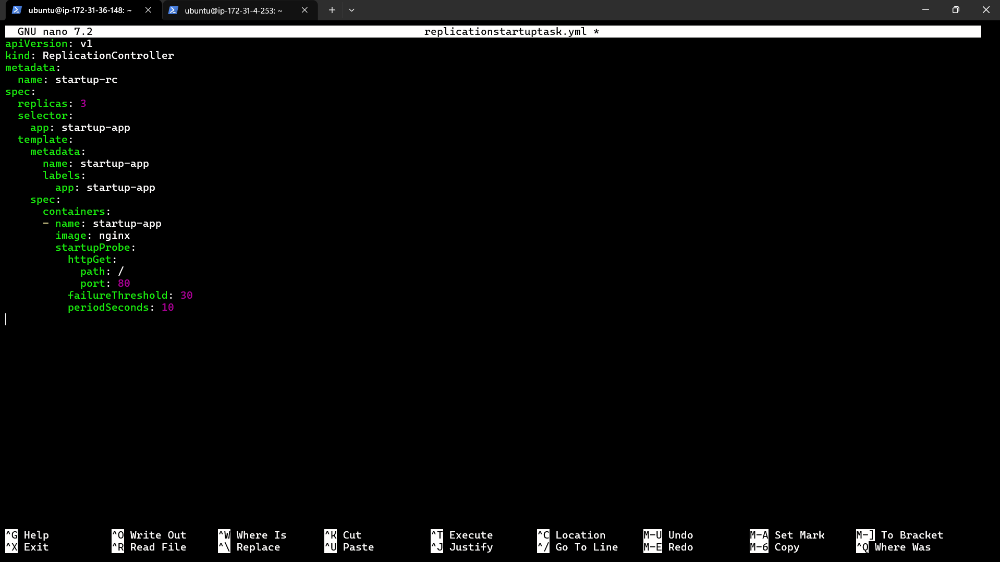 ubuntu@ip-172-31-36-148: ~ ubuntu@ip-172-31-4-253: ~
GNU nano 7.2 replicationstartuptask.yml *
apiVersion: v1
kind: ReplicationController
metadata:
  name: startup-rc
spec:
  replicas: 3
  selector:
    app: startup-app
  template:
    metadata:
      name: startup-app
      labels:
        app: startup-app
    spec:
      containers:
      - name: startup-app
        image: nginx
        startupProbe:
          httpGet:
            path: /
            port: 80
          failureThreshold: 30
          periodSeconds: 10
^G Help ^O Write Out ^W Where Is ^K Cut ^T Execute ^C Location M-U Undo M-A Set Mark M-] To Bracket
^X Exit ^R Read File ^\ Replace ^U Paste ^J Justify ^/ Go To Line M-E Redo M-6 Copy ^Q Where Was